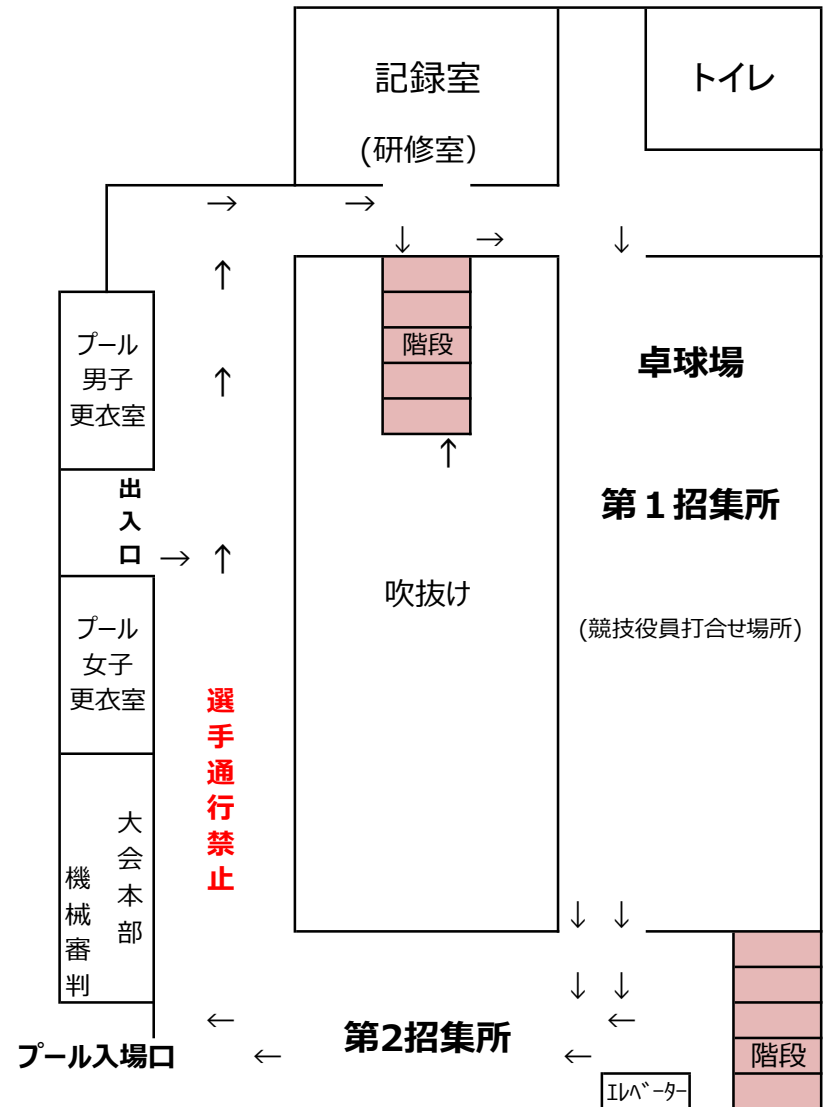 記録室
(研修室）
トイレ
→
→
↓
→
↓
↑
プール
男子
更衣室
階段
卓球場
↑
↑
出入口
第１招集所
→
↑
吹抜け
プール
女子
更衣室
(競技役員打合せ場所)
選手通行禁止
大会本部
機械審判
↓
↓
↓
↓
←
←
第2招集所
プール入場口
←
←
階段
ｴﾚﾍﾞｰﾀｰ